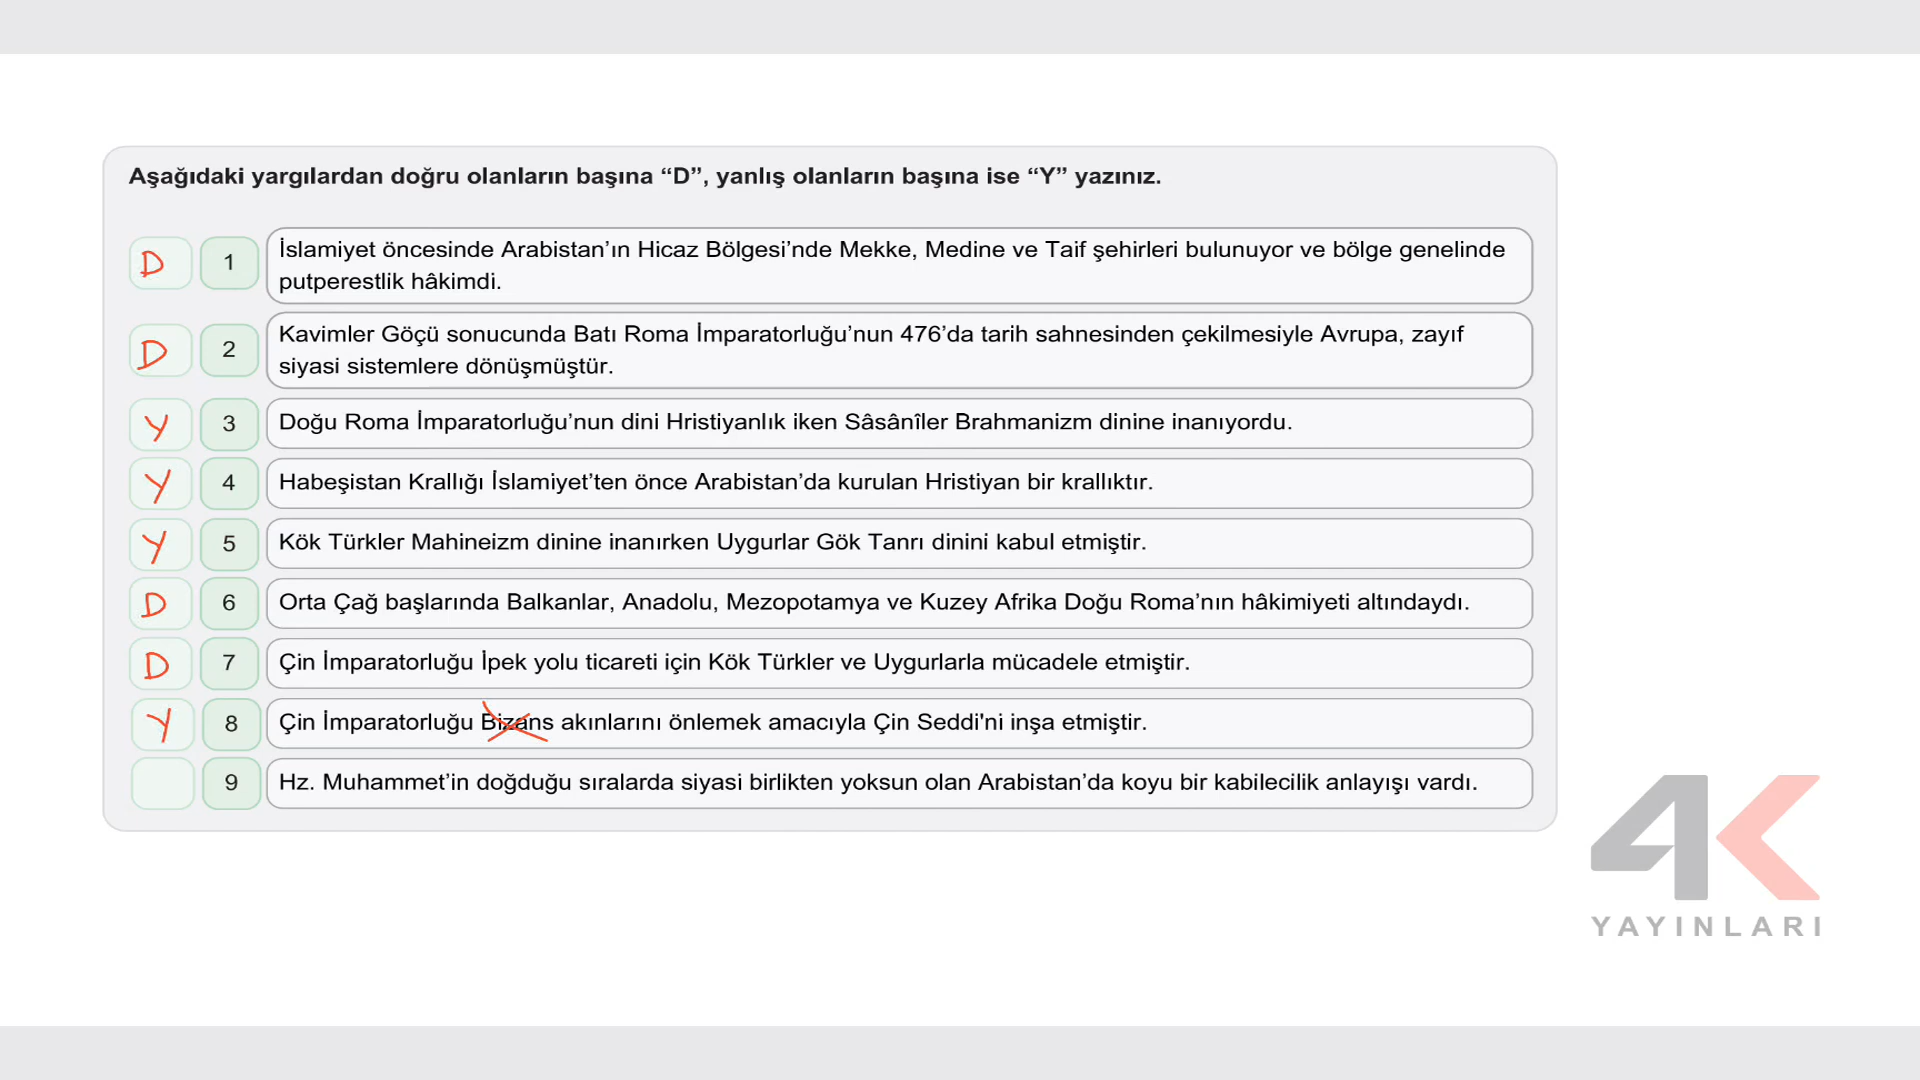 Aşağıdaki yargılardan doğru olanların başına “D”, yanlış olanların başına ise “Y” yazınız.
D 1 İslamiyet öncesinde Arabistan’ın Hicaz Bölgesi’nde Mekke, Medine ve Taif şehirleri bulunuyor ve bölge genelinde
putperestlik hâkimdi.
D 2 Kavimler Göçü sonucunda Batı Roma İmparatorluğu’nun 476’da tarih sahnesinden çekilmesiyle Avrupa, zayıf
siyasi sistemlere dönüşmüştür.
Y 3 Doğu Roma İmparatorluğu’nun dini Hristiyanlık iken Sâsânîler Brahmanizm dinine inanıyordu.
Y 4 Habeşistan Krallığı İslamiyet’ten önce Arabistan’da kurulan Hristiyan bir krallıktır.
Y 5 Kök Türkler Mahineizm dinine inanırken Uygurlar Gök Tanrı dinini kabul etmiştir.
D 6 Orta Çağ başlarında Balkanlar, Anadolu, Mezopotamya ve Kuzey Afrika Doğu Roma’nın hâkimiyeti altındaydı.
D 7 Çin İmparatorluğu İpek yolu ticareti için Kök Türkler ve Uygurlarla mücadele etmiştir.
Y 8 Çin İmparatorluğu Bizans akınlarını önlemek amacıyla Çin Seddi'ni inşa etmiştir.
9 Hz. Muhammet’in doğduğu sıralarda siyasi birlikten yoksun olan Arabistan’da koyu bir kabilecilik anlayışı vardı.
4K
YAYINLARI